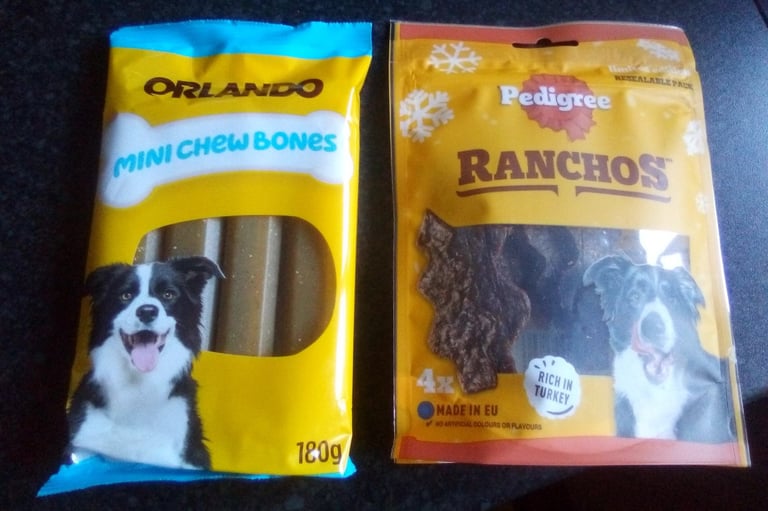 ORLANDO
MINI CHEW BONES
180g
RESEALABLE PACK
Pedigree
RANCHOS™
4x
RICH IN
TURKEY
MADE IN EU
✓ NO ARTIFICIAL COLOURS OR FLAVOURS